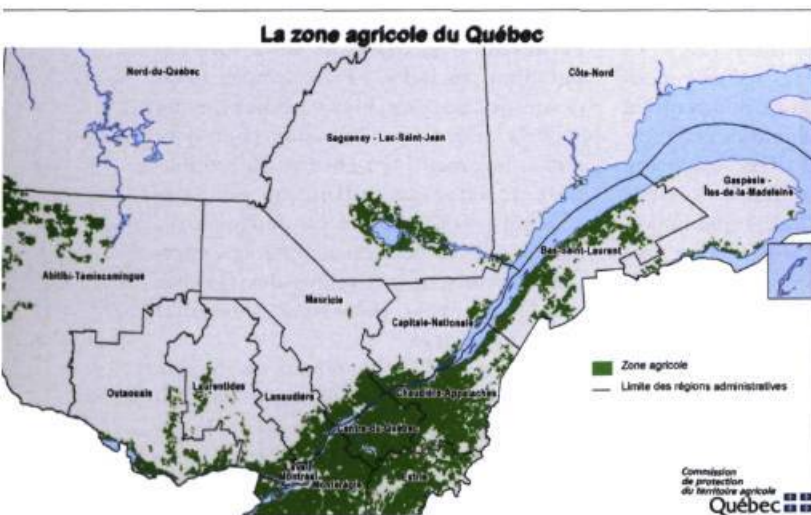 La zone agricole du Québec
Nord-du-Québec
Côte-Nord
Saguenay - Lac-Saint-Jean
Gaspésie -
Îles-de-la-Madeleine
Bas-Saint-Laurent
Abitibi-Témiscamingue
Mauricie
Capitale-Nationale
Outaouais
Laurentides
Lanaudière
Chaudière-Appalaches
Centre-du-Québec
Laval
Montréal
Montérégie
Estrie
Zone agricole
Limite des régions administratives
Commission
de protection
du territoire agricole
Québec